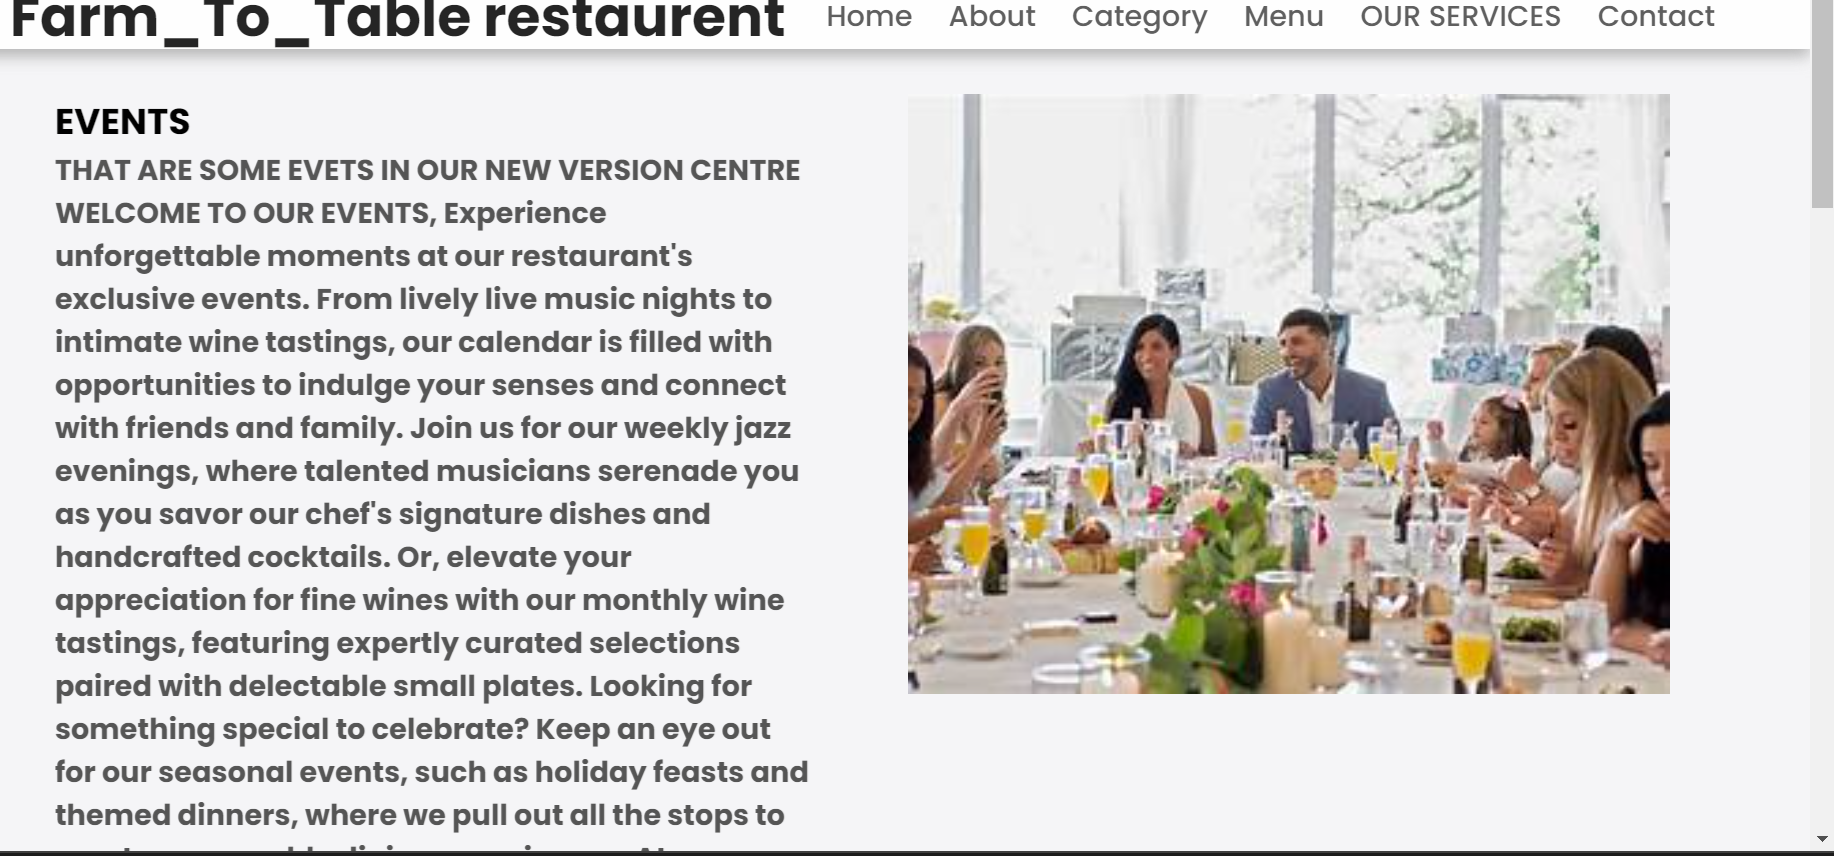 Farm_To_Table restaurent
Home About Category Menu OUR SERVICES Contact
EVENTS
THAT ARE SOME EVETS IN OUR NEW VERSION CENTRE
WELCOME TO OUR EVENTS, Experience
unforgettable moments at our restaurant's
exclusive events. From lively live music nights to
intimate wine tastings, our calendar is filled with
opportunities to indulge your senses and connect
with friends and family. Join us for our weekly jazz
evenings, where talented musicians serenade you
as you savor our chef's signature dishes and
handcrafted cocktails. Or, elevate your
appreciation for fine wines with our monthly wine
tastings, featuring expertly curated selections
paired with delectable small plates. Looking for
something special to celebrate? Keep an eye out
for our seasonal events, such as holiday feasts and
themed dinners, where we pull out all the stops to